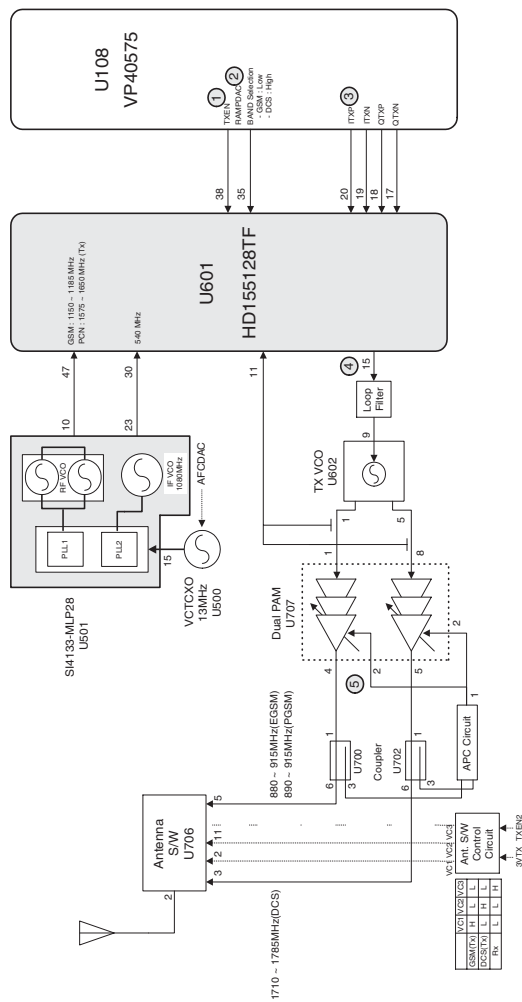 U108
VP40575
1
TXEN
2
RAMPDAC
BAND Selection
- GSM : Low
- DCS : High
3
ITXP
ITXN
QTXP
QTXN
38
35
20
19
18
17
GSM : 1150 ~ 1185 MHz
PCN : 1575 ~ 1650 MHz (Tx)
540 MHz
U601
HD155128TF
47
30
11
4
15
10
23
RF VCO
IF VCO
1080MHz
PLL1
PLL2
AFCDAC
15
SI4133-MLP28
U501
VCTCXO
13MHz
U500
Loop
Filter
9
TX VCO
U602
1
5
1
8
Dual PAM
U707
4
5
2
5
2
880 ~ 915MHz(EGSM)
890 ~ 915MHz(PGSM)
1
6
3
U700
Coupler
U702
1
6
3
1
APC Circuit
Antenna
S/W
U706
5
11
2
3
2
1710 ~ 1785MHz(DCS)
VC1 VC2 VC3
Ant. S/W
Control
Circuit
3VTX TXEN2
VC1 VC2 VC3
GSM(Tx) H L L
DCS(Tx) L H L
Rx L L H